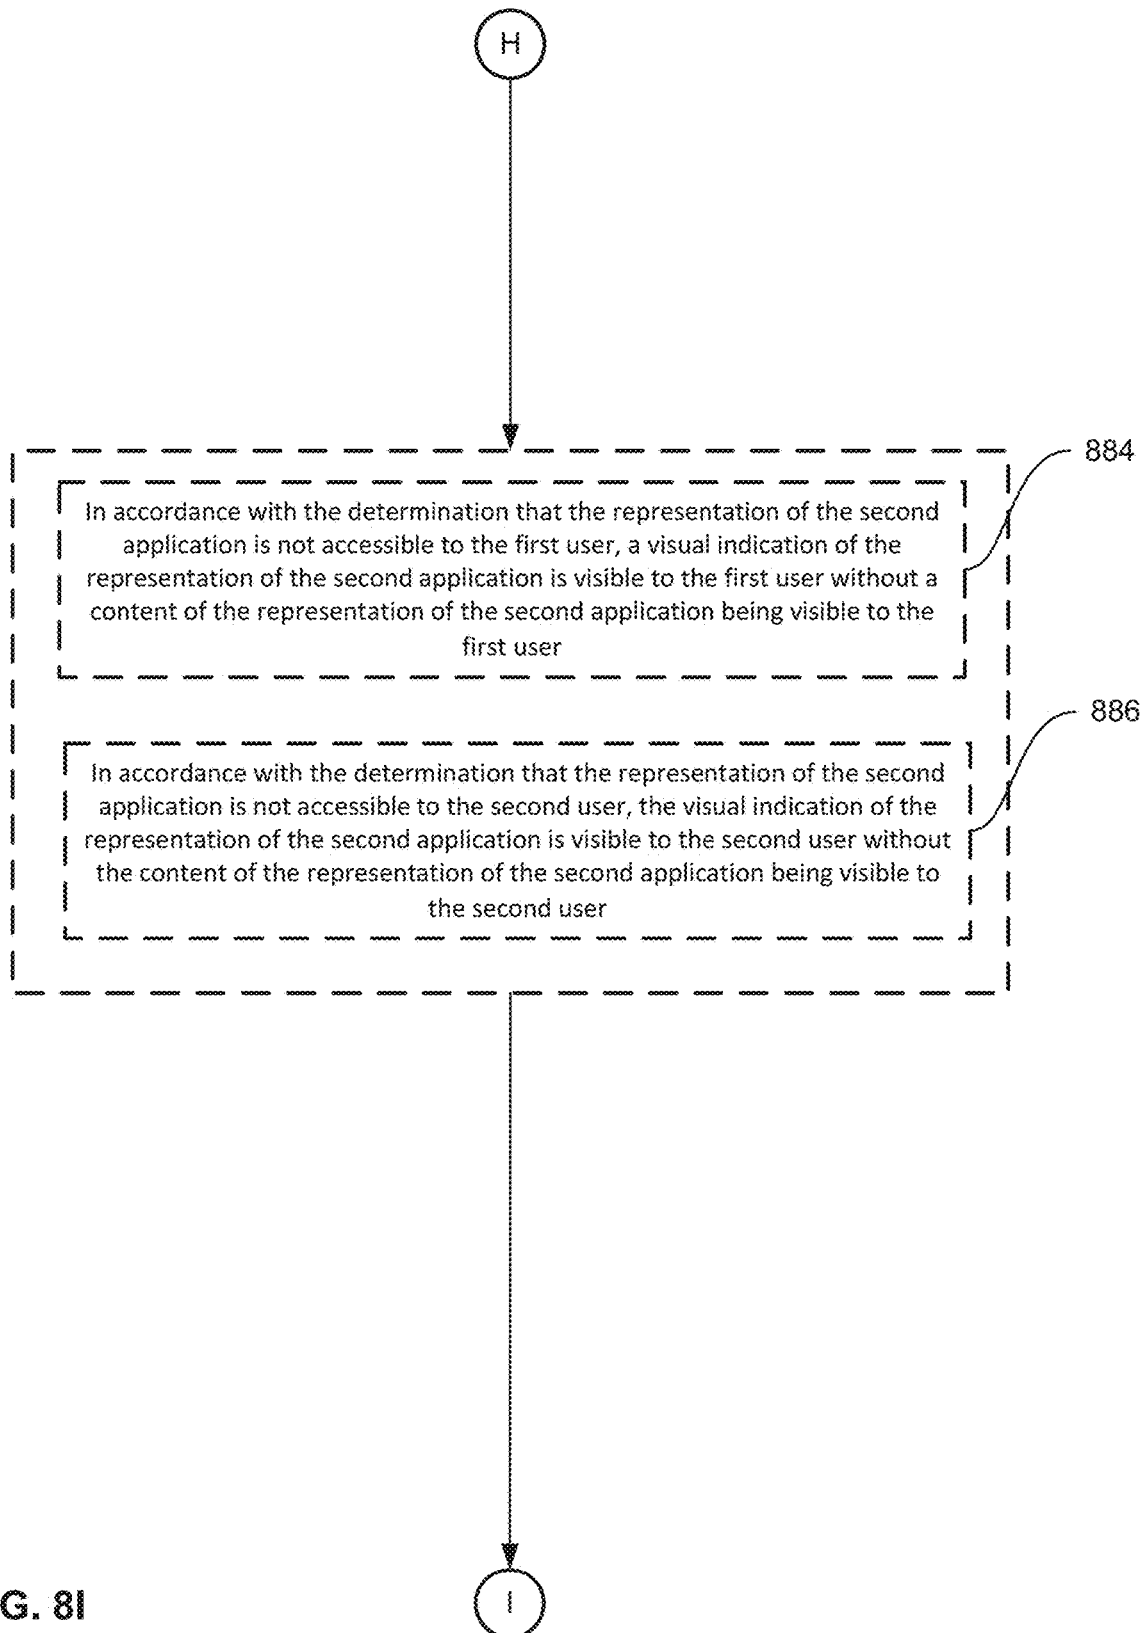 H
884
In accordance with the determination that the representation of the second
application is not accessible to the first user, a visual indication of the
representation of the second application is visible to the first user without a
content of the representation of the second application being visible to the
first user
886
In accordance with the determination that the representation of the second
application is not accessible to the second user, the visual indication of the
representation of the second application is visible to the second user without
the content of the representation of the second application being visible to
the second user
I
G. 8I